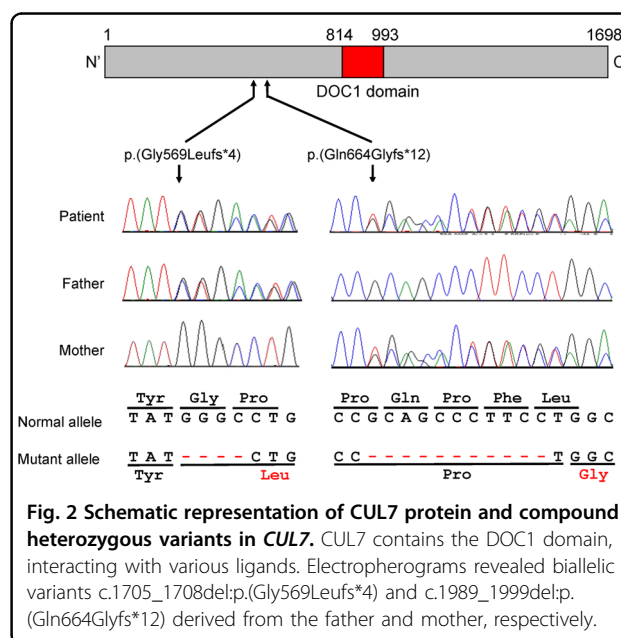 1 814 993 1698
N' C
DOC1 domain
p.(Gly569Leufs*4) p.(Gln664Glyfs*12)
Patient
Father
Mother
Tyr Gly Pro Pro Gln Pro Phe Leu
Normal allele T A T G G G C C T G C C G C A G C C C T T C C T G G C
Mutant allele T A T - - - - C T G C C - - - - - - - - - - - T G G C
Tyr Leu Pro Gly
Fig. 2 Schematic representation of CUL7 protein and compound
heterozygous variants in CUL7. CUL7 contains the DOC1 domain,
interacting with various ligands. Electropherograms revealed biallelic
variants c.1705_1708del:p.(Gly569Leufs*4) and c.1989_1999del:p.
(Gln664Glyfs*12) derived from the father and mother, respectively.